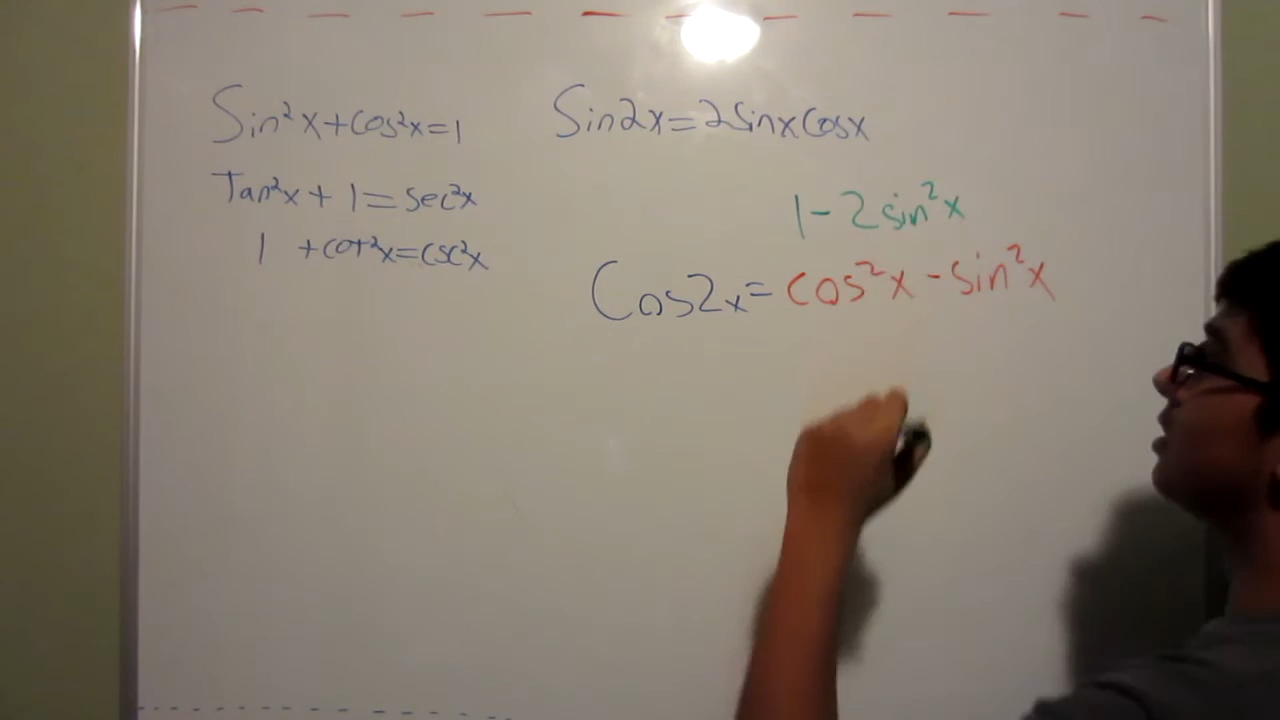 Sin²x+cos²x=1
Tan²x + 1 = sec²x
1 + cot²x=csc²x
Sin2x=2SinxCosx
1 - 2sin²x
Cos2x= cos²x - sin²x